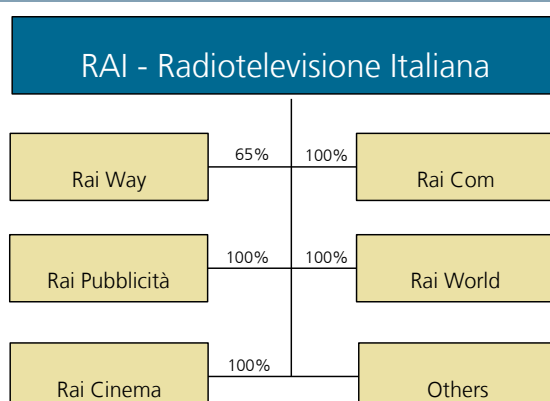 RAI - Radiotelevisione Italiana
65% 100%
Rai Way Rai Com
100% 100%
Rai Pubblicità Rai World
100%
Rai Cinema Others